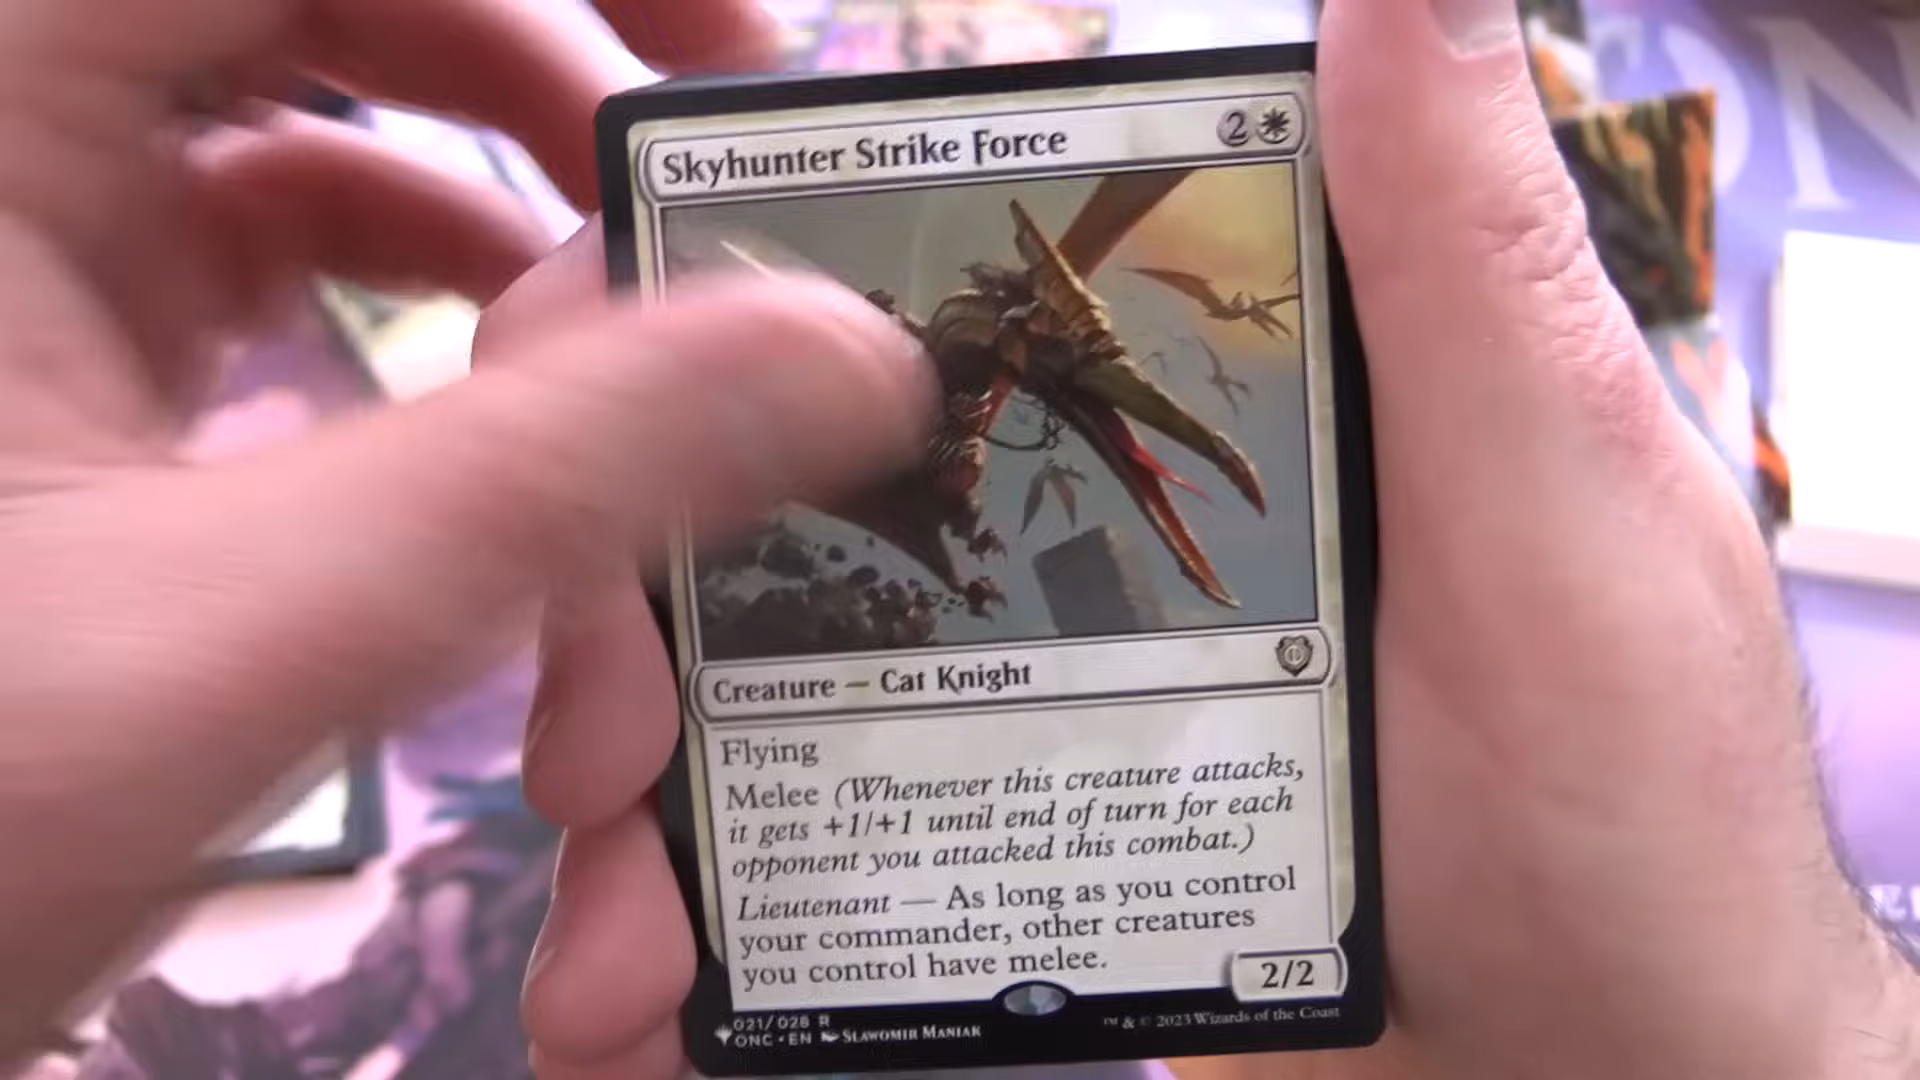 Skyhunter Strike Force 2
Creature — Cat Knight
Flying
Melee (Whenever this creature attacks,
it gets +1/+1 until end of turn for each
opponent you attacked this combat.)
Lieutenant — As long as you control
your commander, other creatures
you control have melee.
2/2
021/028 R
ONC • EN Slawomir Maniak
™ & © 2023 Wizards of the Coast
ON